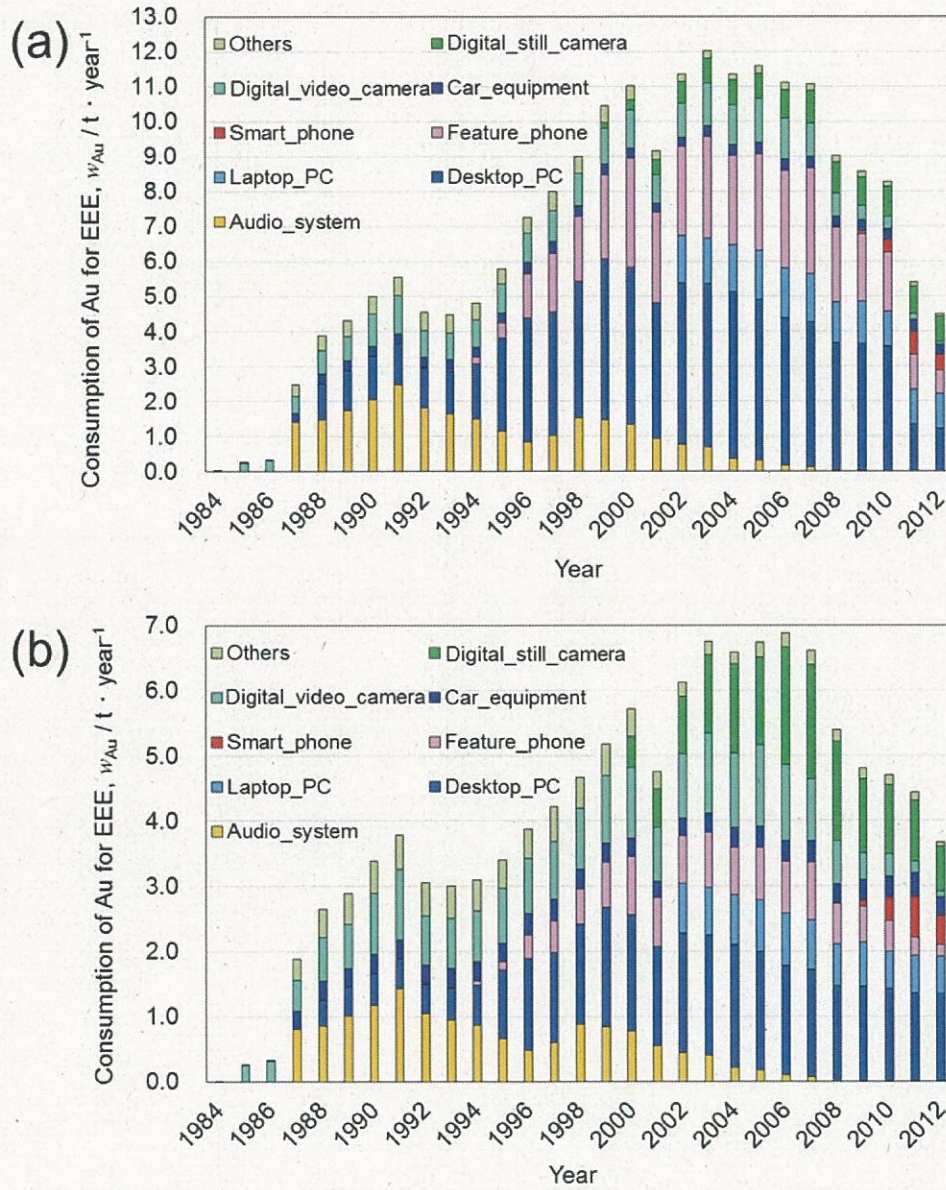 (a)
Consumption of Au for EEE, wAu / t · year-1
13.0
12.0
11.0
10.0
9.0
8.0
7.0
6.0
5.0
4.0
3.0
2.0
1.0
0.0
Others
Digital_still_camera
Digital_video_camera
Car_equipment
Smart_phone
Feature_phone
Laptop_PC
Desktop_PC
Audio_system
1984
1986
1988
1990
1992
1994
1996
1998
2000
2002
2004
2006
2008
2010
2012
Year
(b)
Consumption of Au for EEE, wAu / t · year-1
7.0
6.0
5.0
4.0
3.0
2.0
1.0
0.0
Others
Digital_still_camera
Digital_video_camera
Car_equipment
Smart_phone
Feature_phone
Laptop_PC
Desktop_PC
Audio_system
1984
1986
1988
1990
1992
1994
1996
1998
2000
2002
2004
2006
2008
2010
2012
Year